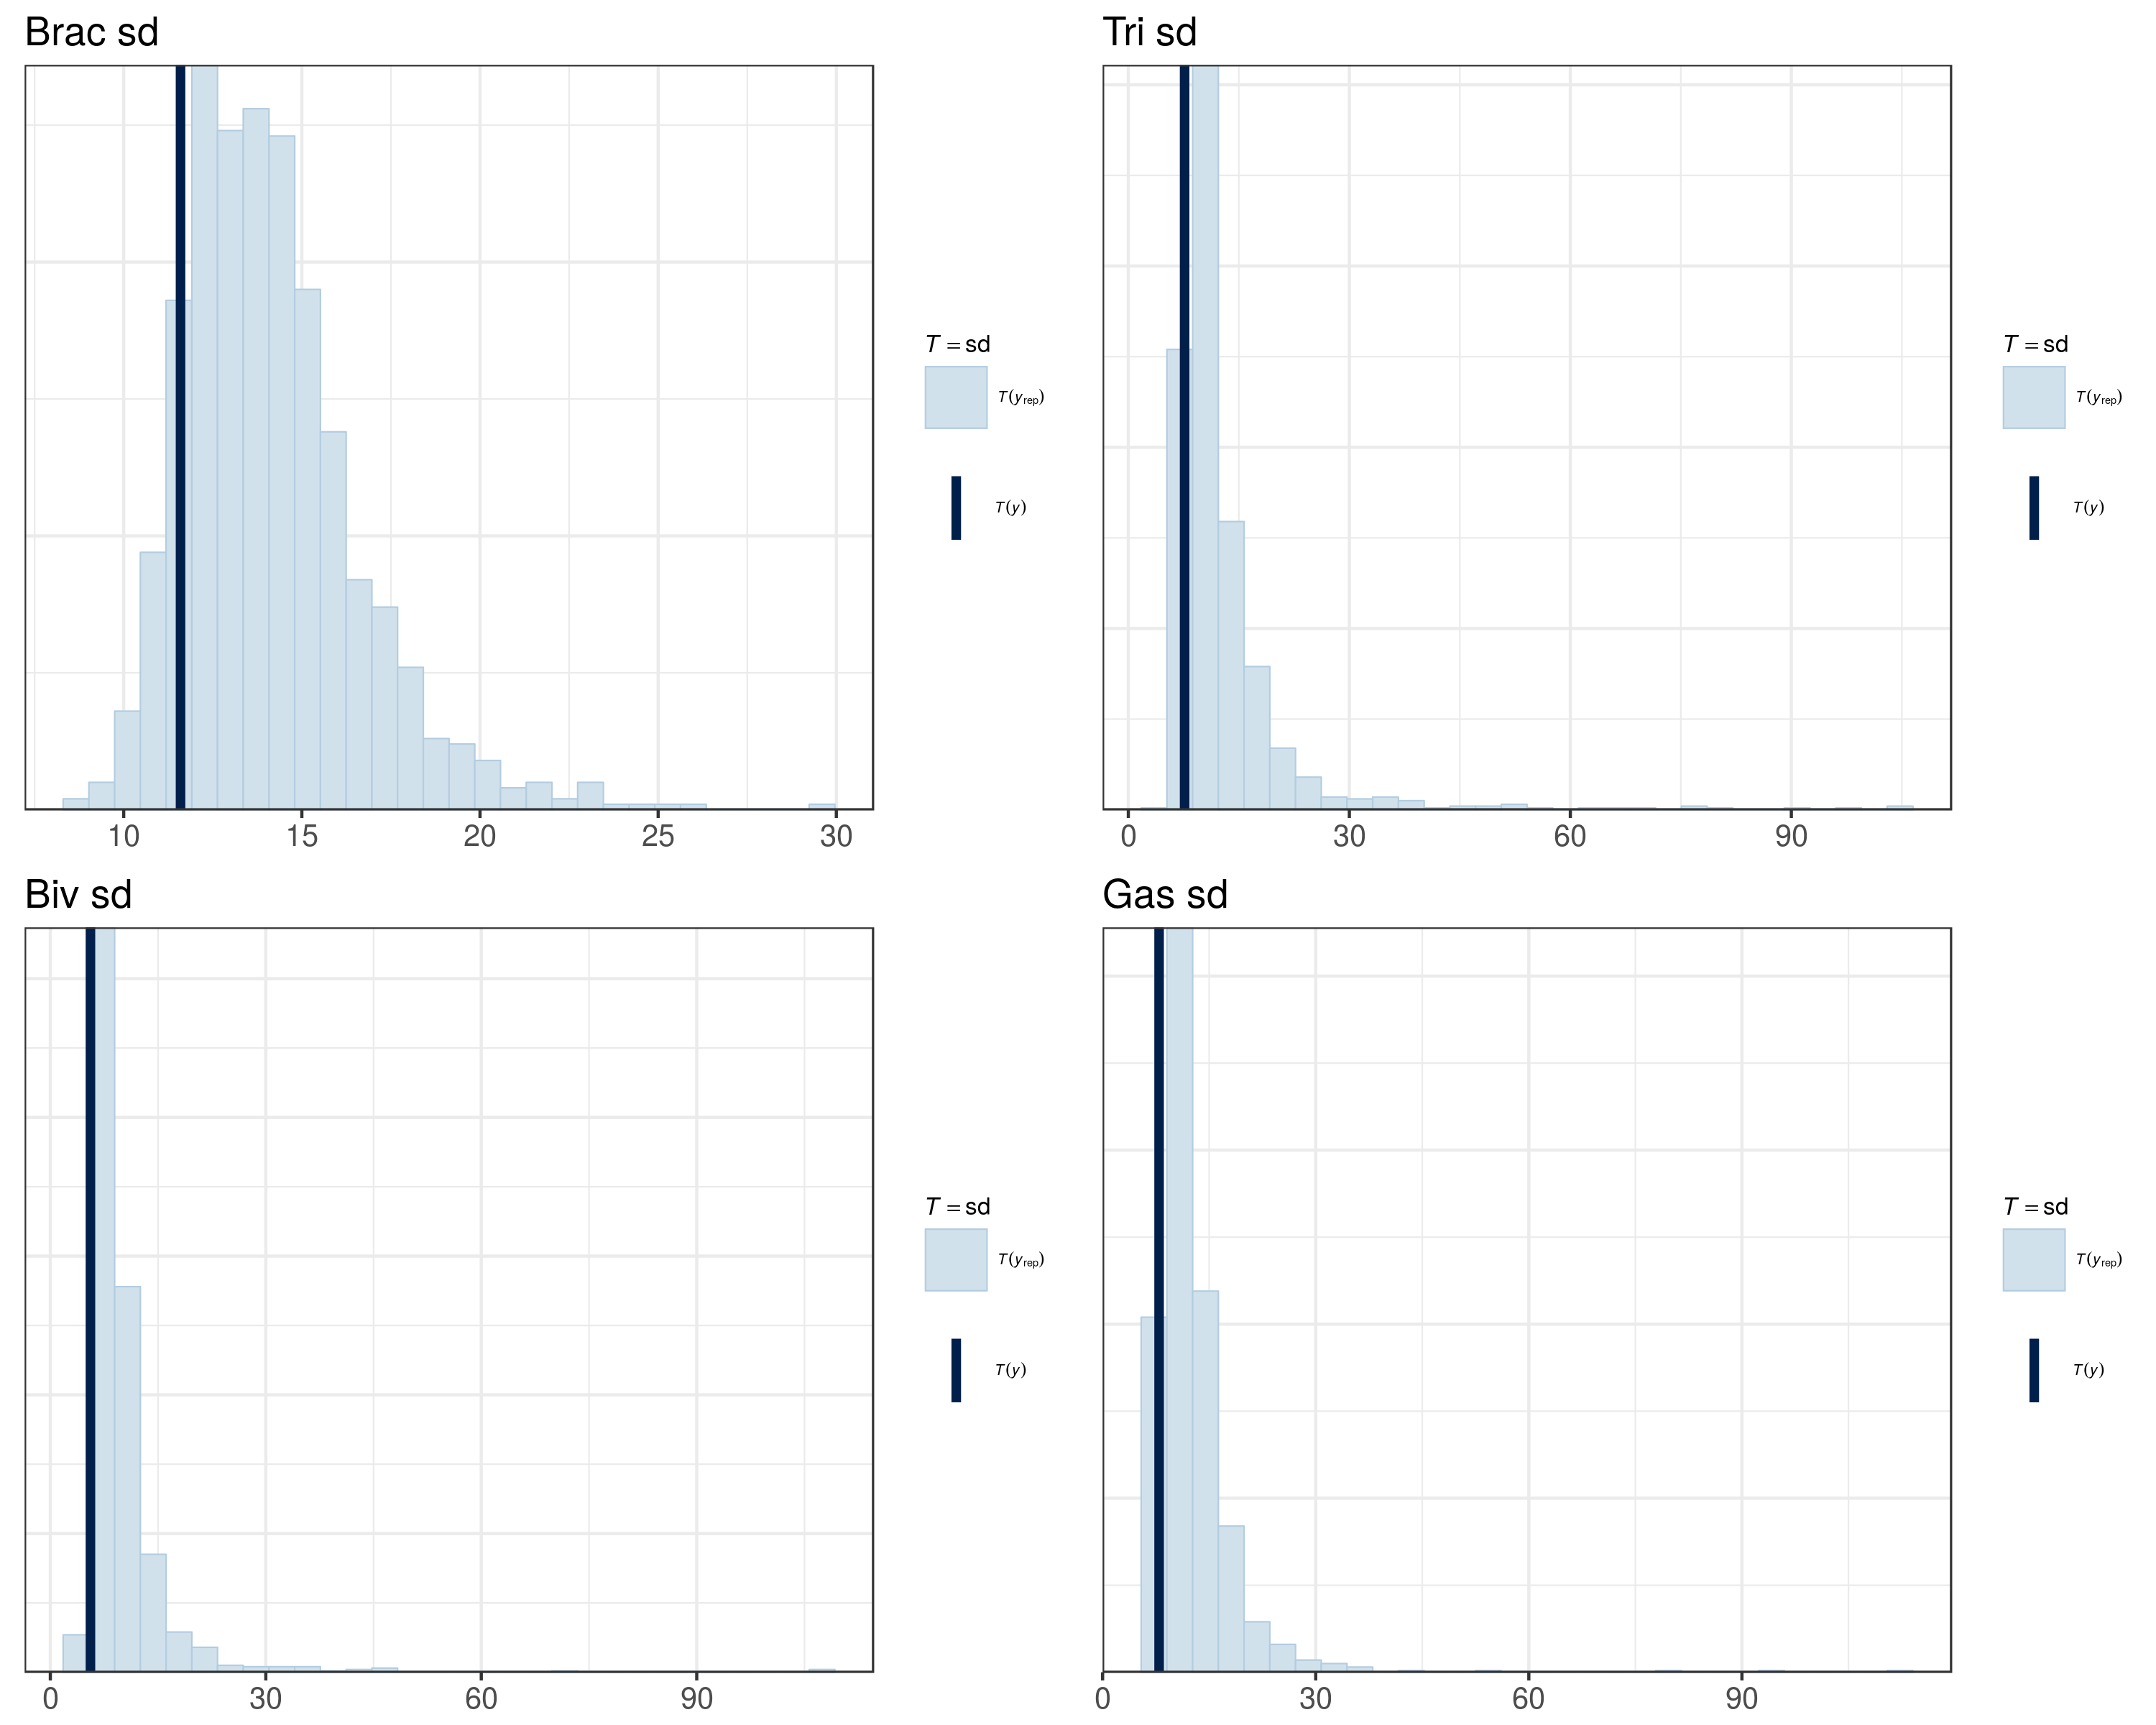 Brac sd
10 15 20 25 30
T = sd
T(yrep)
T(y)
Tri sd
0 30 60 90
T = sd
T(yrep)
T(y)
Biv sd
0 30 60 90
T = sd
T(yrep)
T(y)
Gas sd
0 30 60 90
T = sd
T(yrep)
T(y)